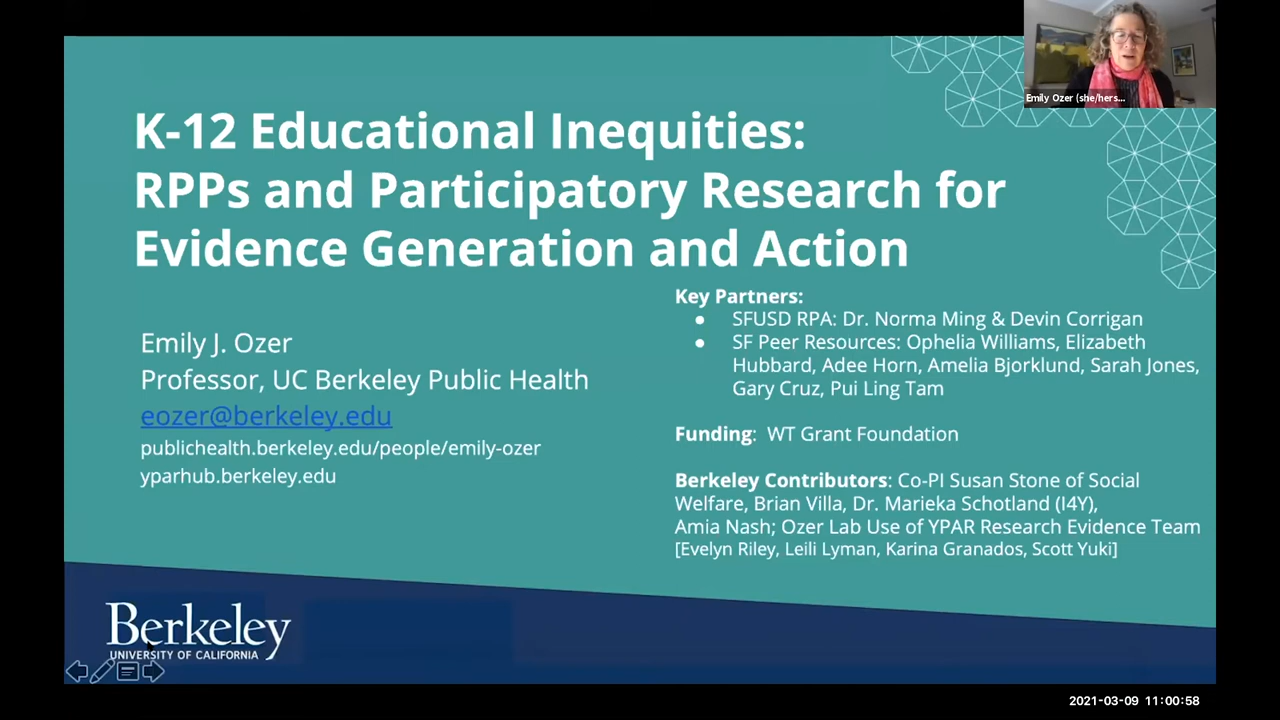 Emily Ozer (she/hers...
K-12 Educational Inequities:
RPPs and Participatory Research for
Evidence Generation and Action
Emily J. Ozer
Professor, UC Berkeley Public Health
eozer@berkeley.edu
publichealth.berkeley.edu/people/emily-ozer
yparhub.berkeley.edu
Key Partners:
● SFUSD RPA: Dr. Norma Ming & Devin Corrigan
● SF Peer Resources: Ophelia Williams, Elizabeth
Hubbard, Adee Horn, Amelia Bjorklund, Sarah Jones,
Gary Cruz, Pui Ling Tam
Funding: WT Grant Foundation
Berkeley Contributors: Co-PI Susan Stone of Social
Welfare, Brian Villa, Dr. Marieka Schotland (I4Y),
Amia Nash; Ozer Lab Use of YPAR Research Evidence Team
[Evelyn Riley, Leili Lyman, Karina Granados, Scott Yuki]
Berkeley
UNIVERSITY OF CALIFORNIA
2021-03-09 11:00:58